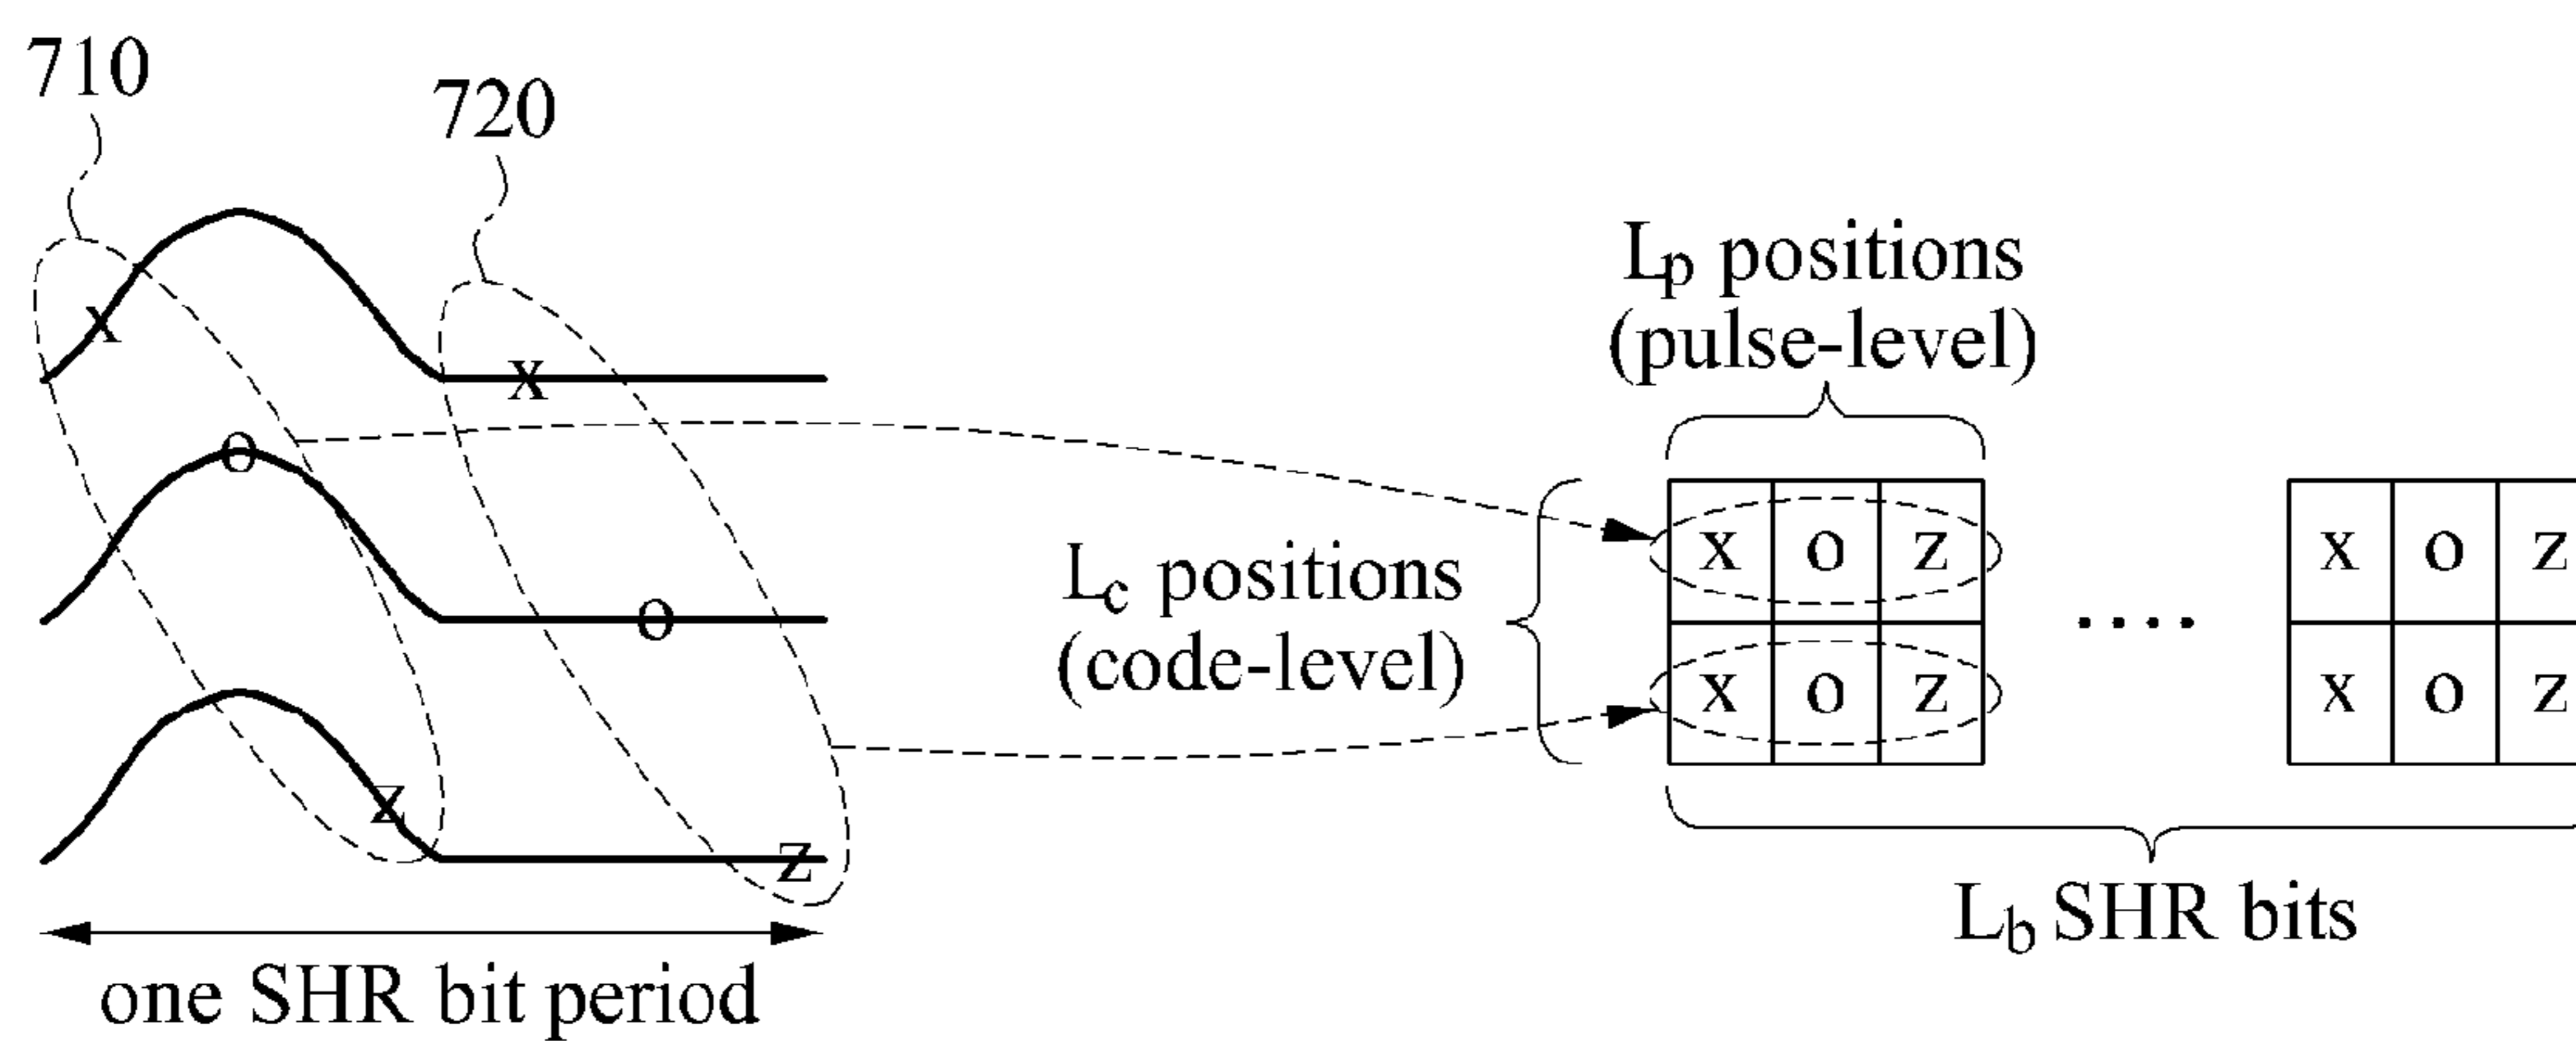 710
720
x
x
o
o
z
z
one SHR bit period
Lp positions
(pulse-level)
Lc positions
(code-level)
x o z
x o z
....
x o z
x o z
Lb SHR bits